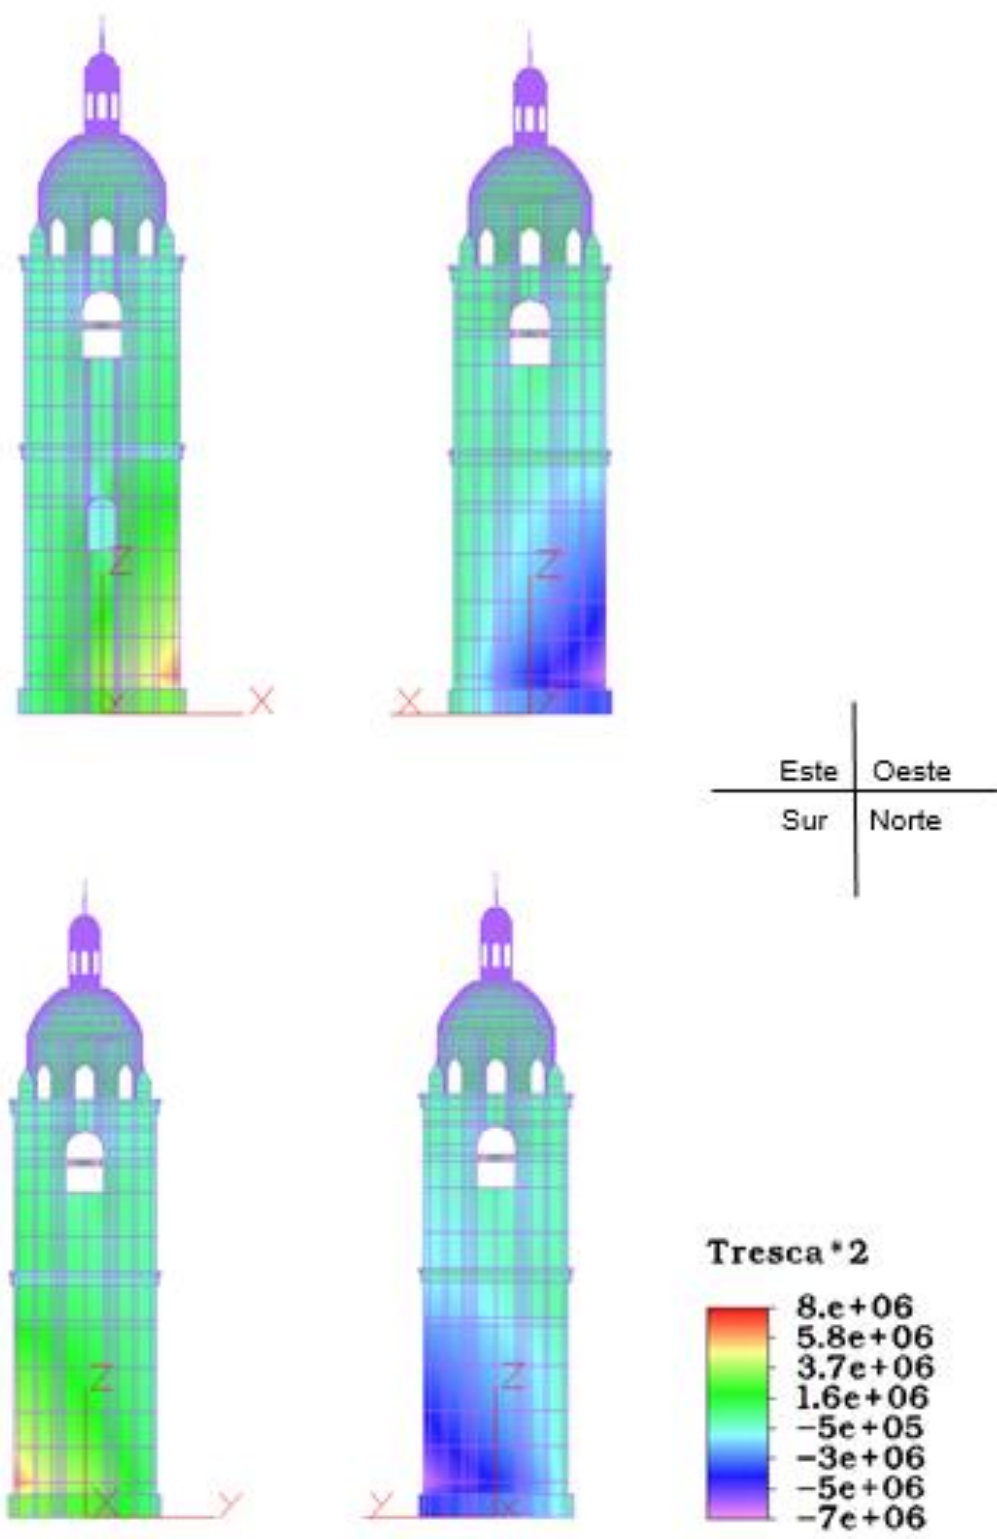 Z
X
Y
Z
X
Y
Este Oeste
Sur Norte
Z
X
Y
Z
Y
X
Tresca*2
8.e+06
5.8e+06
3.7e+06
1.6e+06
-5e+05
-3e+06
-5e+06
-7e+06